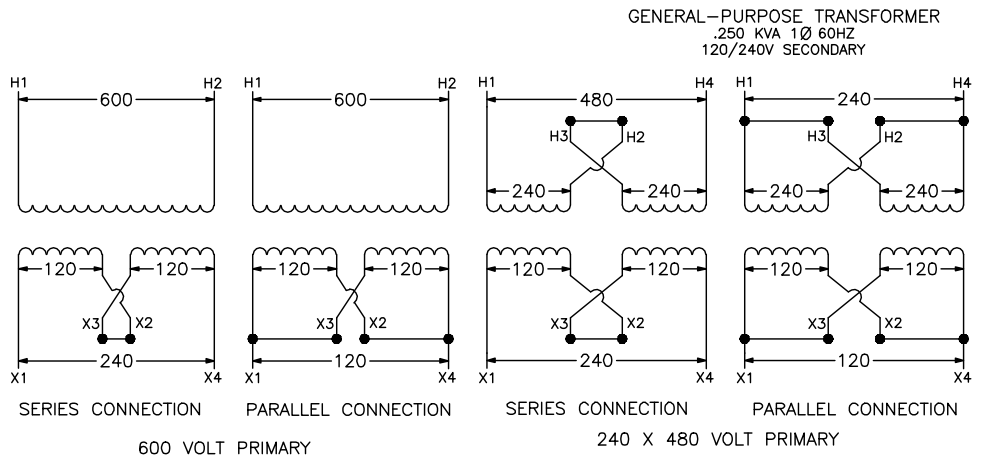 GENERAL-PURPOSE TRANSFORMER
.250 KVA 1Ø 60HZ
120/240V SECONDARY
H1 H2 H1 H2 H1 H4 H1 H4
600 600 480 240
H3 H2 H3 H2
240 240 240 240
120 120 120 120 120 120 120 120
X3 X2 X3 X2 X3 X2 X3 X2
240 120 240 120
X1 X4 X1 X4 X1 X4 X1 X4
SERIES CONNECTION PARALLEL CONNECTION SERIES CONNECTION PARALLEL CONNECTION
600 VOLT PRIMARY 240 X 480 VOLT PRIMARY